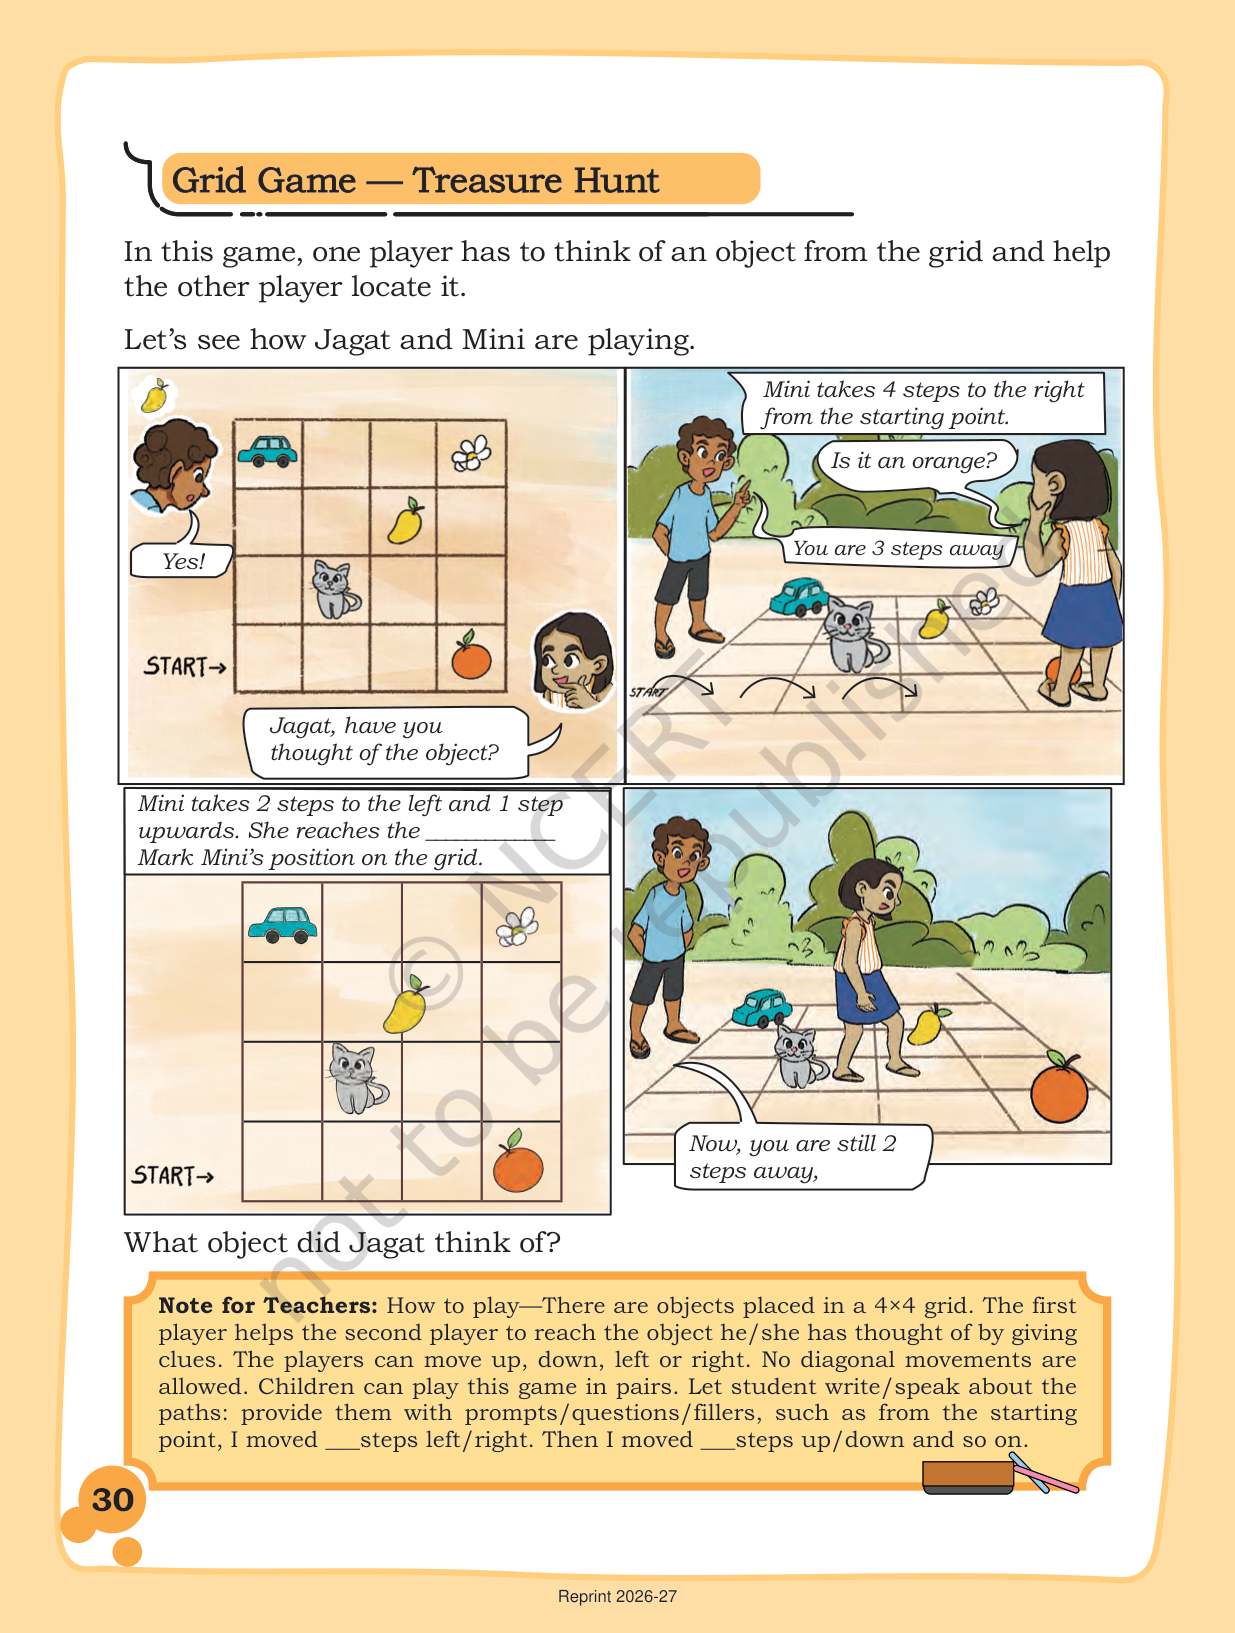 Grid Game — Treasure Hunt
In this game, one player has to think of an object from the grid and help
the other player locate it.
Let's see how Jagat and Mini are playing.
Yes!
START→
Jagat, have you
thought of the object?
Mini takes 4 steps to the right
from the starting point.
Is it an orange?
You are 3 steps away
START
Mini takes 2 steps to the left and 1 step
upwards. She reaches the ___________
Mark Mini's position on the grid.
START→
Now, you are still 2
steps away,
What object did Jagat think of?
Note for Teachers: How to play—There are objects placed in a 4×4 grid. The first
player helps the second player to reach the object he/she has thought of by giving
clues. The players can move up, down, left or right. No diagonal movements are
allowed. Children can play this game in pairs. Let student write/speak about the
paths: provide them with prompts/questions/fillers, such as from the starting
point, I moved ___steps left/right. Then I moved ___steps up/down and so on.
30
© NCERT
not to be republished
Reprint 2026-27